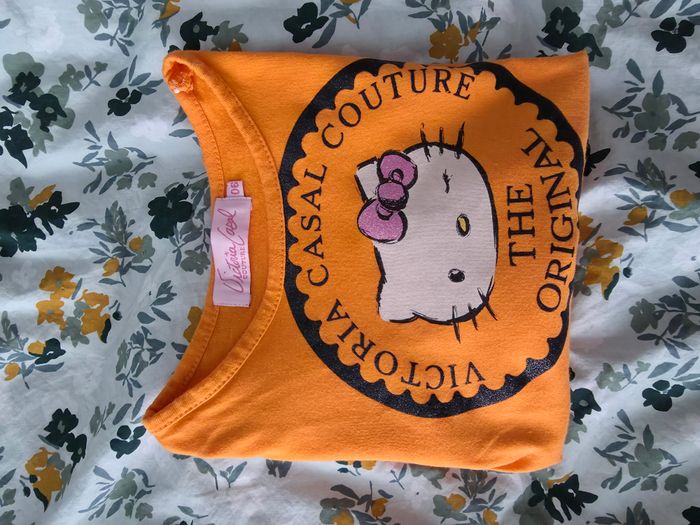 06
Victoria Casal
COUTURE
VICTORIA CASAL COUTURE
THE
ORIGINAL